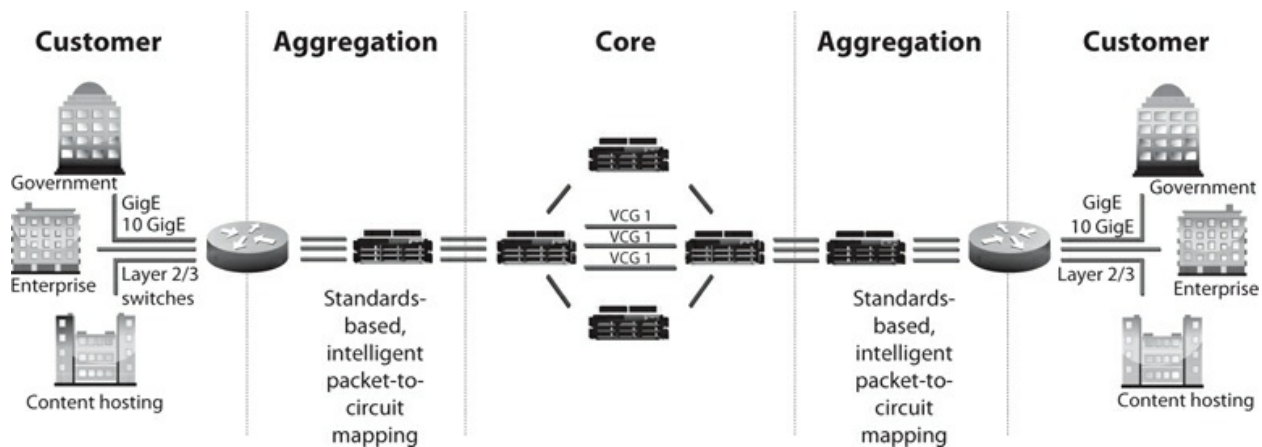 Customer
Aggregation
Core
Aggregation
Customer
Government
GigE
10 GigE
Enterprise
Layer 2/3
switches
Content hosting
Standards-
based,
intelligent
packet-to-
circuit
mapping
VCG 1
VCG 1
VCG 1
Standards-
based,
intelligent
packet-to-
circuit
mapping
Government
GigE
10 GigE
Layer 2/3
Enterprise
Content hosting